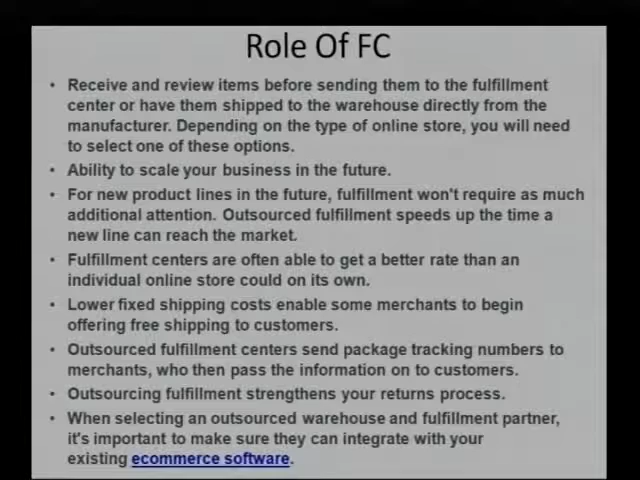 Role Of FC
• Receive and review items before sending them to the fulfillment
center or have them shipped to the warehouse directly from the
manufacturer. Depending on the type of online store, you will need
to select one of these options.
• Ability to scale your business in the future.
• For new product lines in the future, fulfillment won't require as much
additional attention. Outsourced fulfillment speeds up the time a
new line can reach the market.
• Fulfillment centers are often able to get a better rate than an
individual online store could on its own.
• Lower fixed shipping costs enable some merchants to begin
offering free shipping to customers.
• Outsourced fulfillment centers send package tracking numbers to
merchants, who then pass the information on to customers.
• Outsourcing fulfillment strengthens your returns process.
• When selecting an outsourced warehouse and fulfillment partner,
it's important to make sure they can integrate with your
existing ecommerce software.